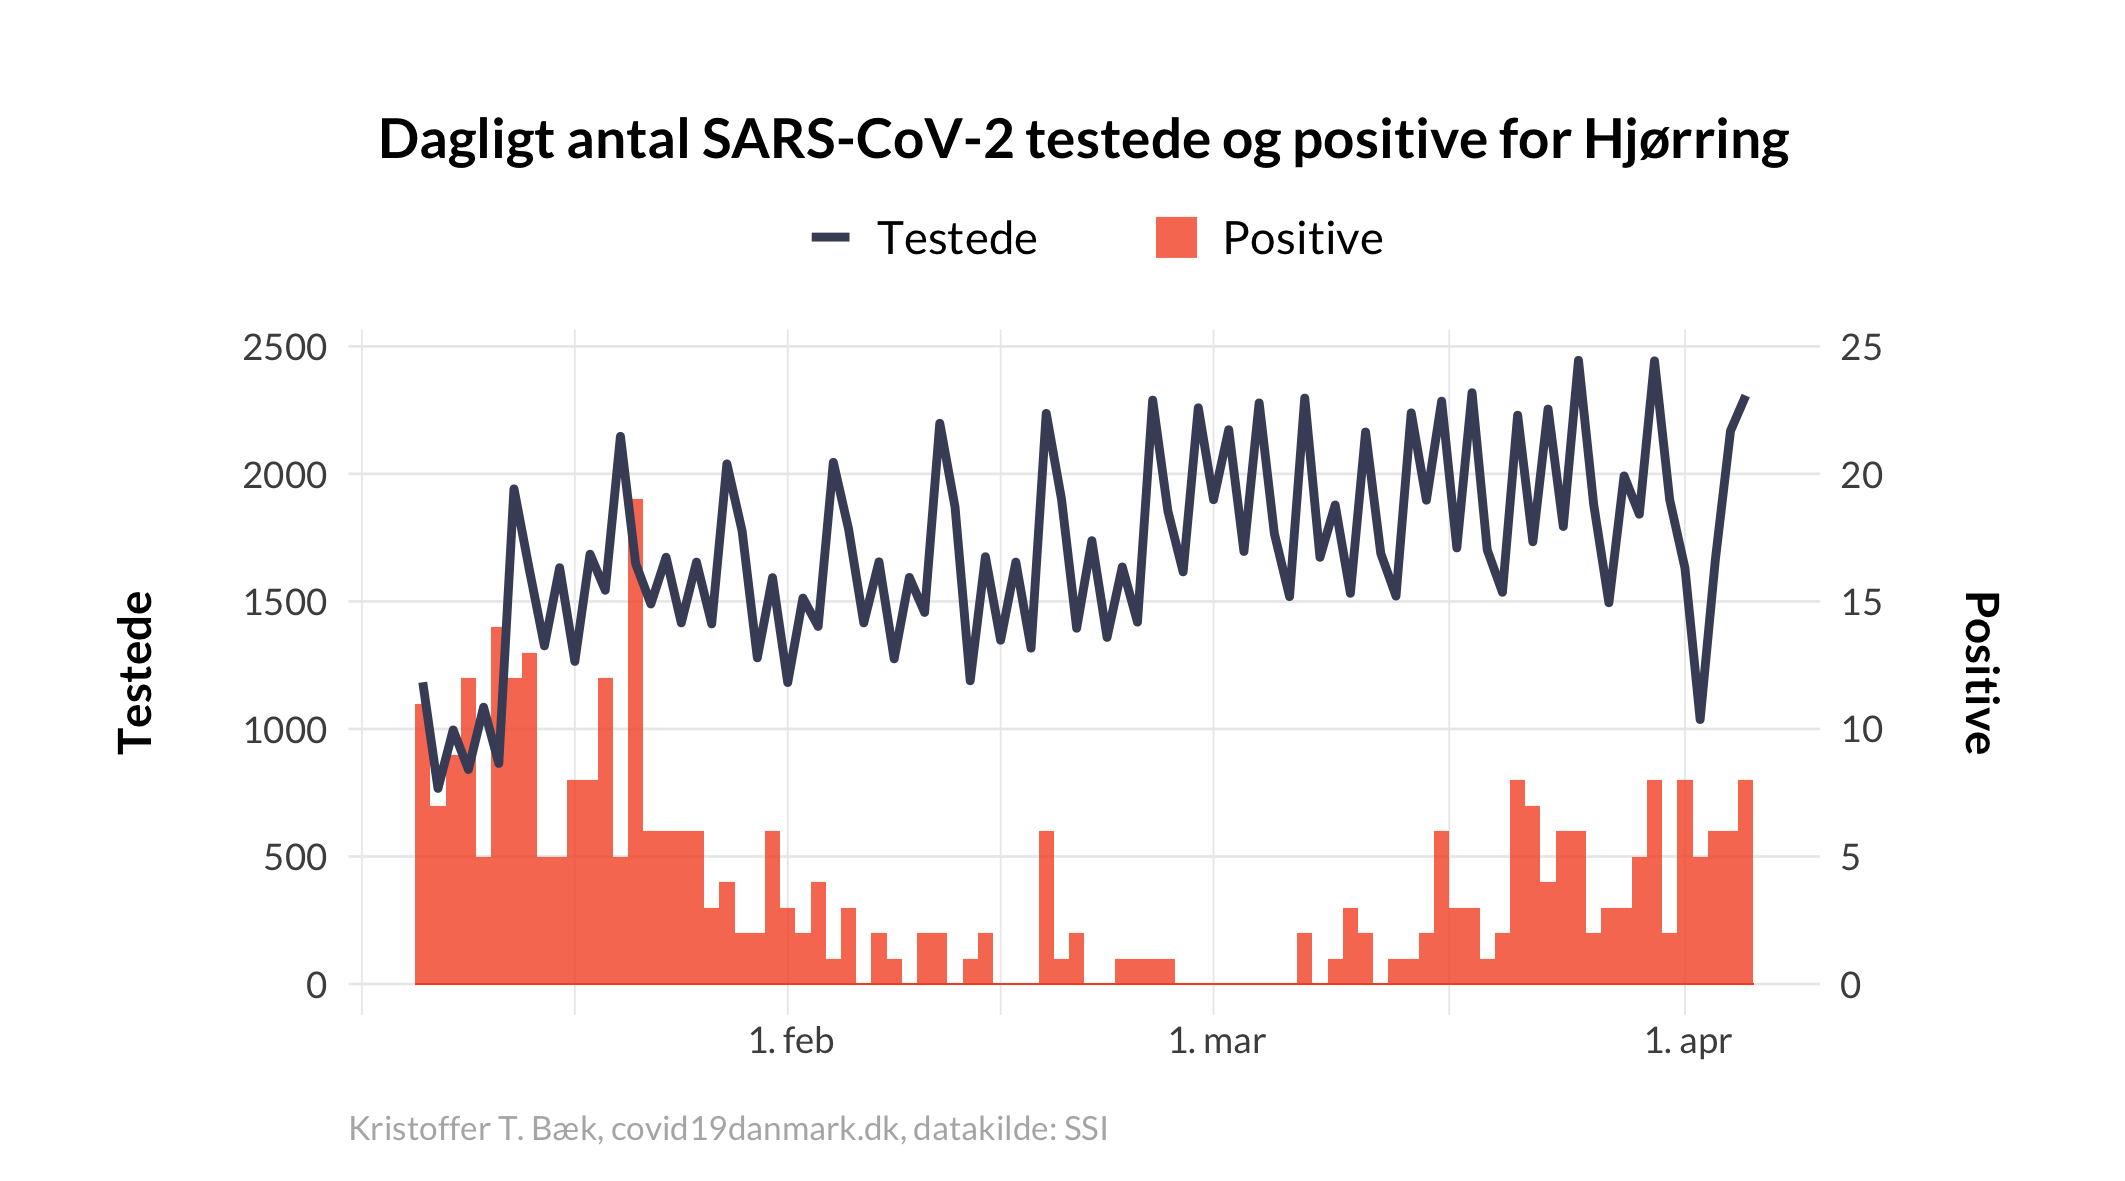 Dagligt antal SARS-CoV-2 testede og positive for Hjørring
Testede
Positive
2500
2000
1500
1000
500
0
Testede
25
20
15
10
5
0
Positive
1. feb
1. mar
1. apr
Kristoffer T. Bæk, covid19danmark.dk, datakilde: SSI